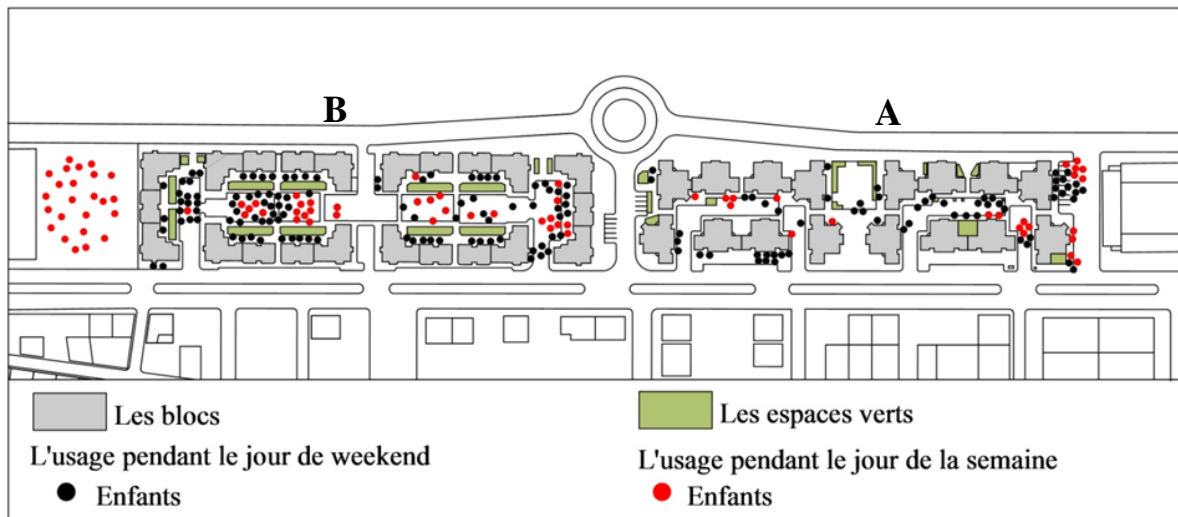 B
A
Les blocs
Les espaces verts
L'usage pendant le jour de weekend
L'usage pendant le jour de la semaine
Enfants
Enfants